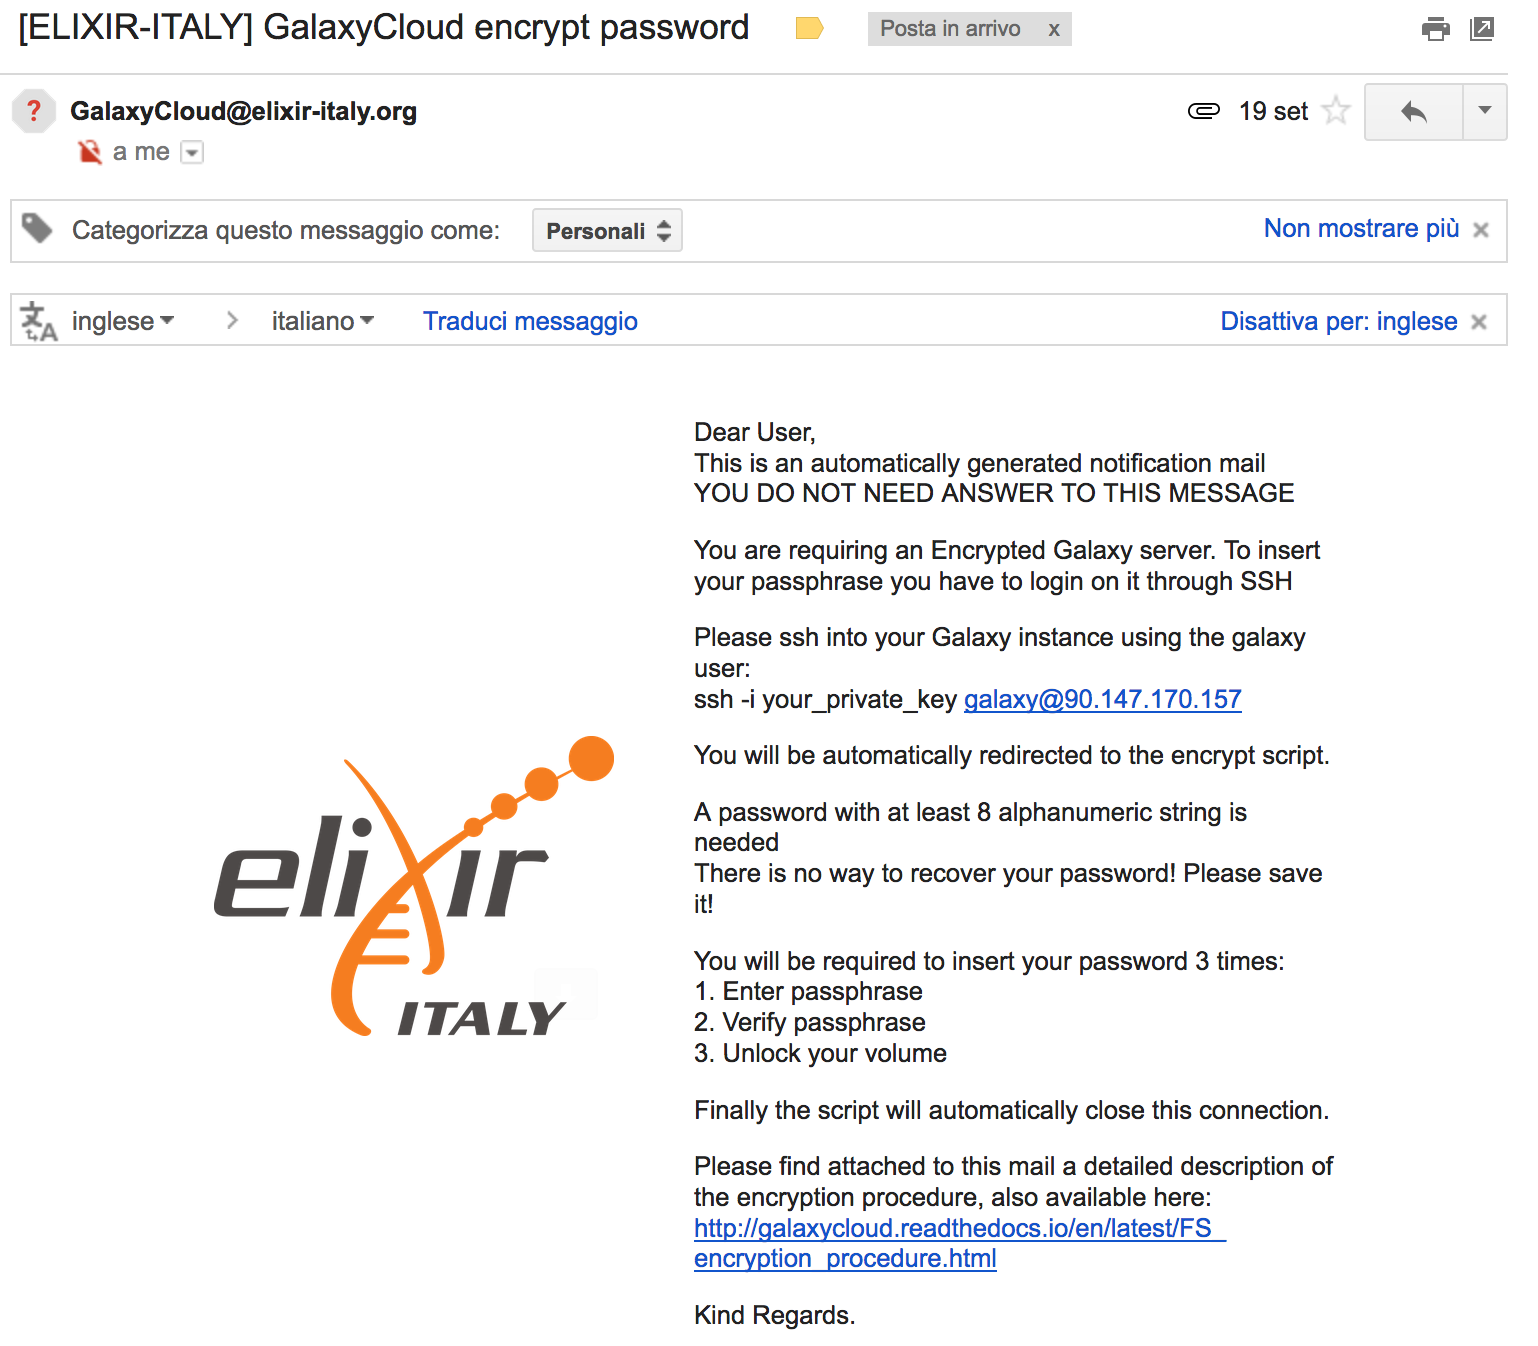 [ELIXIR-ITALY] GalaxyCloud encrypt password
Posta in arrivo x
?
GalaxyCloud@elixir-italy.org
19 set
a me
Categorizza questo messaggio come: Personali
Non mostrare più
inglese italiano Traduci messaggio
Disattiva per: inglese
Dear User,
This is an automatically generated notification mail
YOU DO NOT NEED ANSWER TO THIS MESSAGE
You are requiring an Encrypted Galaxy server. To insert
your passphrase you have to login on it through SSH
Please ssh into your Galaxy instance using the galaxy
user:
ssh -i your_private_key galaxy@90.147.170.157
You will be automatically redirected to the encrypt script.
A password with at least 8 alphanumeric string is
needed
There is no way to recover your password! Please save
it!
You will be required to insert your password 3 times:
1. Enter passphrase
2. Verify passphrase
3. Unlock your volume
Finally the script will automatically close this connection.
Please find attached to this mail a detailed description of
the encryption procedure, also available here:
http://galaxycloud.readthedocs.io/en/latest/FS_
encryption_procedure.html
Kind Regards.
elixir
ITALY